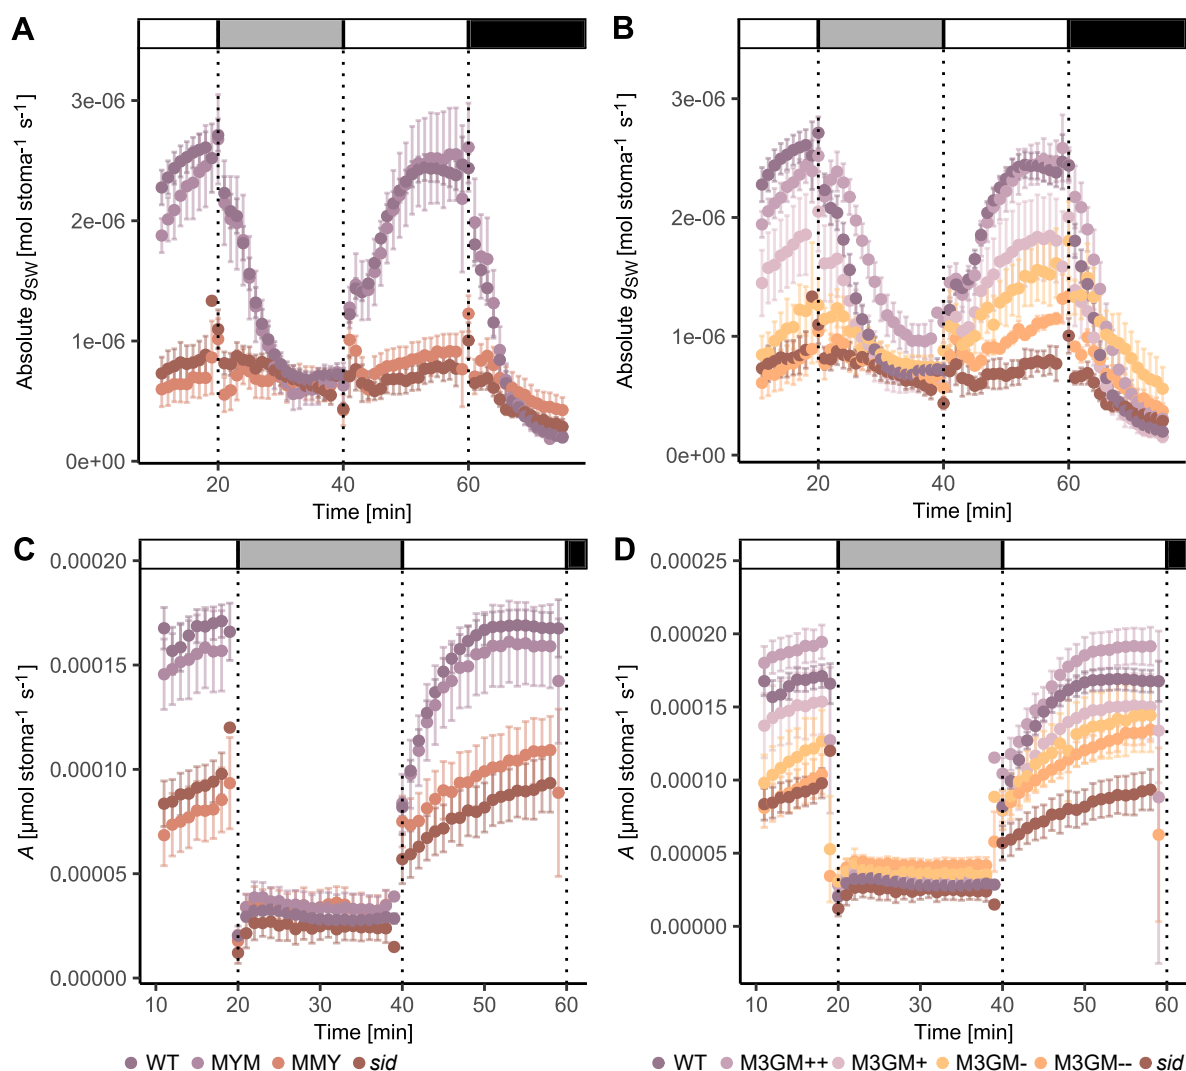 A
3e-06
2e-06
1e-06
0e+00
Absolute gSW [mol stoma-1 s-1]
20
40
60
Time [min]
B
3e-06
2e-06
1e-06
0e+00
Absolute gSW [mol stoma-1 s-1]
20
40
60
Time [min]
C
0.00020
0.00015
0.00010
0.00005
0.00000
A [µmol stoma-1 s-1]
10
20
30
40
50
60
Time [min]
WT
MYM
MMY
sid
D
0.00025
0.00020
0.00015
0.00010
0.00005
0.00000
A [µmol stoma-1 s-1]
10
20
30
40
50
60
Time [min]
WT
M3GM++
M3GM+
M3GM-
M3GM--
sid